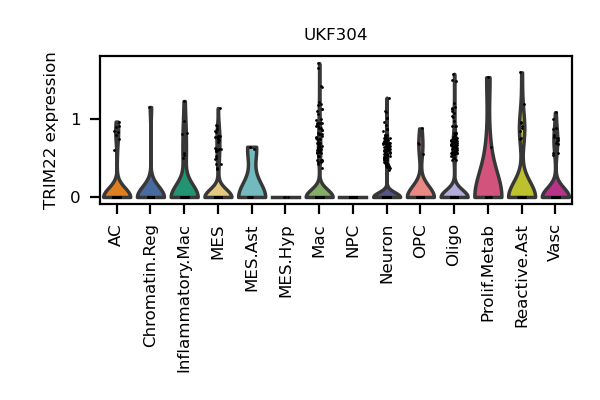 UKF304
TRIM22 expression
1
0
AC
Chromatin.Reg
Inflammatory.Mac
MES
MES.Ast
MES.Hyp
Mac
NPC
Neuron
OPC
Oligo
Prolif.Metab
Reactive.Ast
Vasc